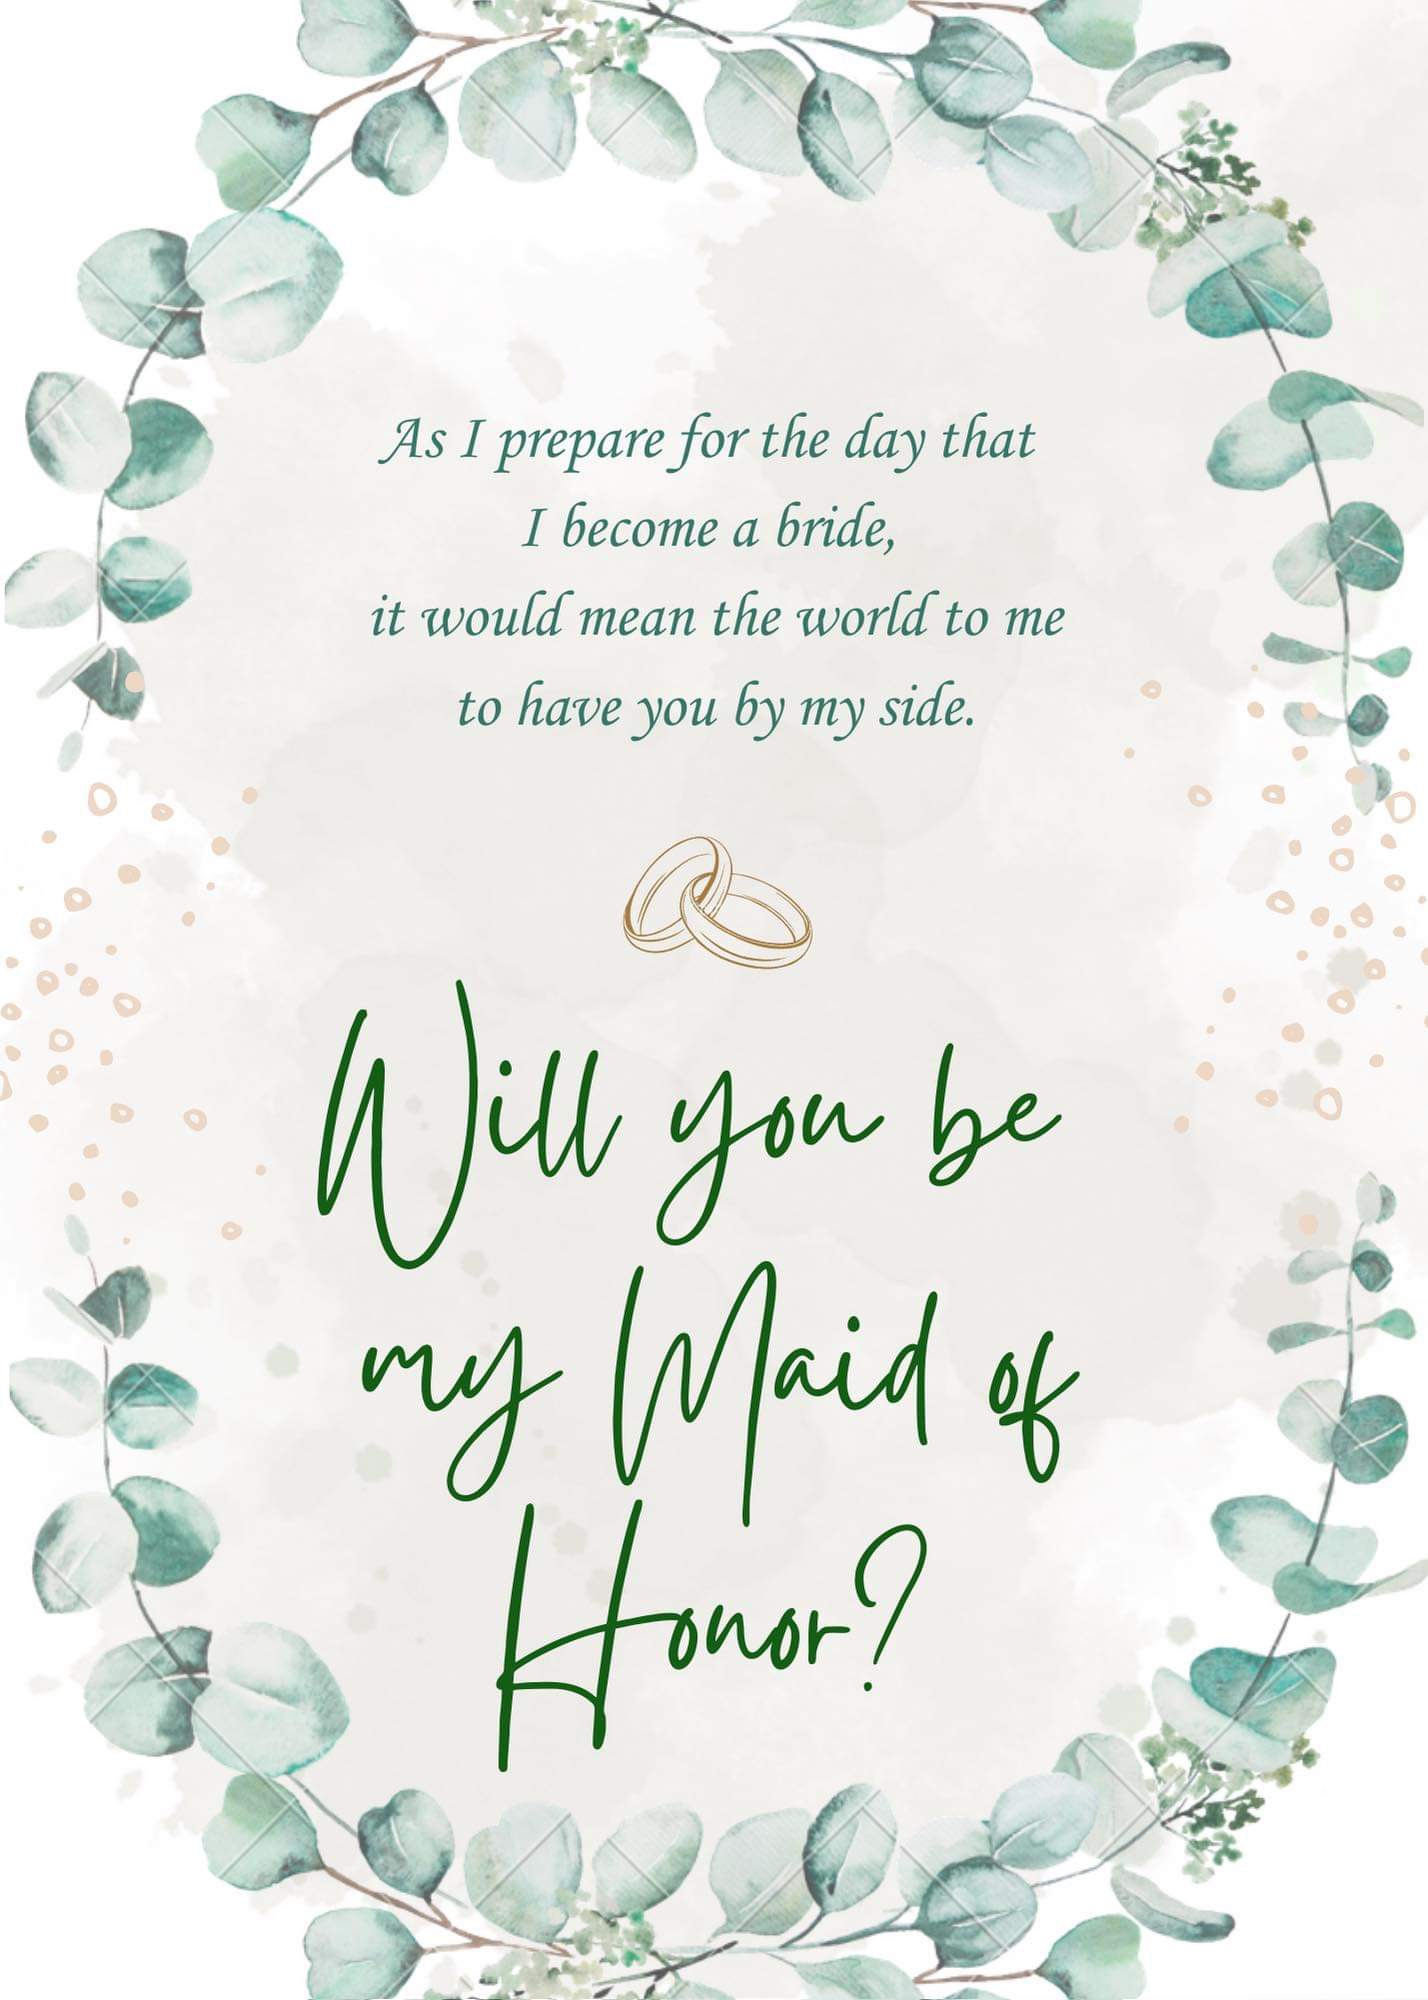 As I prepare for the day that
I become a bride,
it would mean the world to me
to have you by my side.
Will you be
my Maid of
Honor?